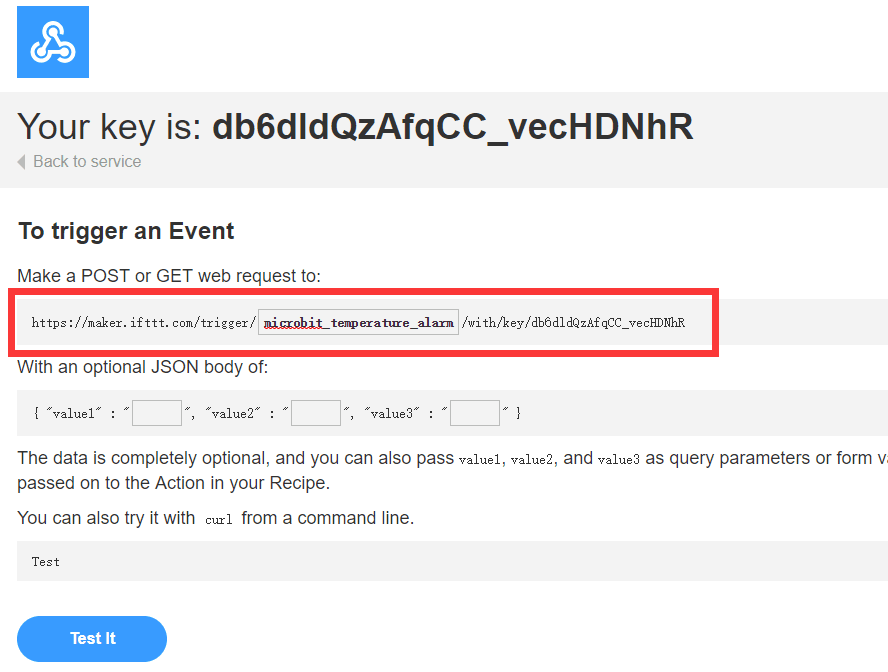 Your key is: db6dldQzAfqCC_vecHDNhR
Back to service
To trigger an Event
Make a POST or GET web request to:
https://maker.ifttt.com/trigger/ microbit_temperature_alarm /with/key/db6dldQzAfqCC_vecHDNhR
With an optional JSON body of:
{ "value1" : "", "value2" : "", "value3" : "" }
The data is completely optional, and you can also pass value1, value2, and value3 as query parameters or form
passed on to the Action in your Recipe.
You can also try it with curl from a command line.
Test
Test It